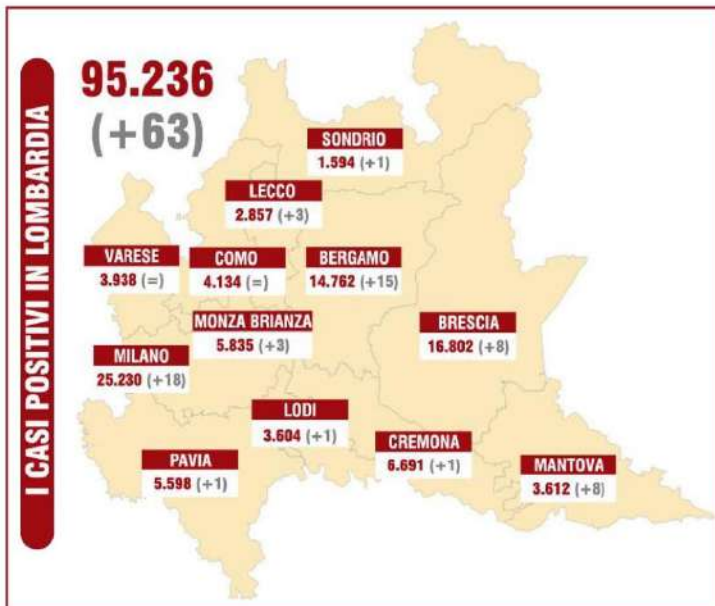 I CASI POSITIVI IN LOMBARDIA
95.236
(+63)
SONDRIO
1.594 (+1)
LECCO
2.857 (+3)
VARESE
3.938 (=)
COMO
4.134 (=)
BERGAMO
14.762 (+15)
MONZA BRIANZA
5.835 (+3)
BRESCIA
16.802 (+8)
MILANO
25.230 (+18)
LODI
3.604 (+1)
CREMONA
6.691 (+1)
PAVIA
5.598 (+1)
MANTOVA
3.612 (+8)